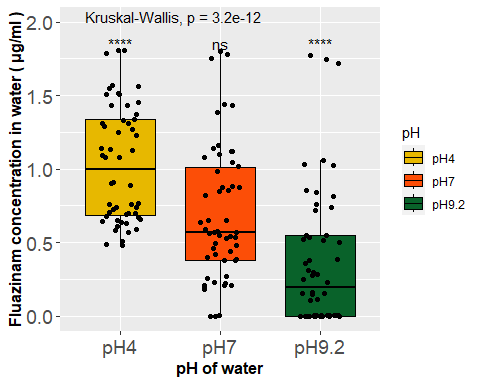 Kruskal-Wallis, p = 3.2e-12
**** ns ****
2.0
1.5
1.0
0.5
0.0
Fluazinam concentration in water ( µg/ml )
pH4 pH7 pH9.2
pH of water
pH
pH4
pH7
pH9.2